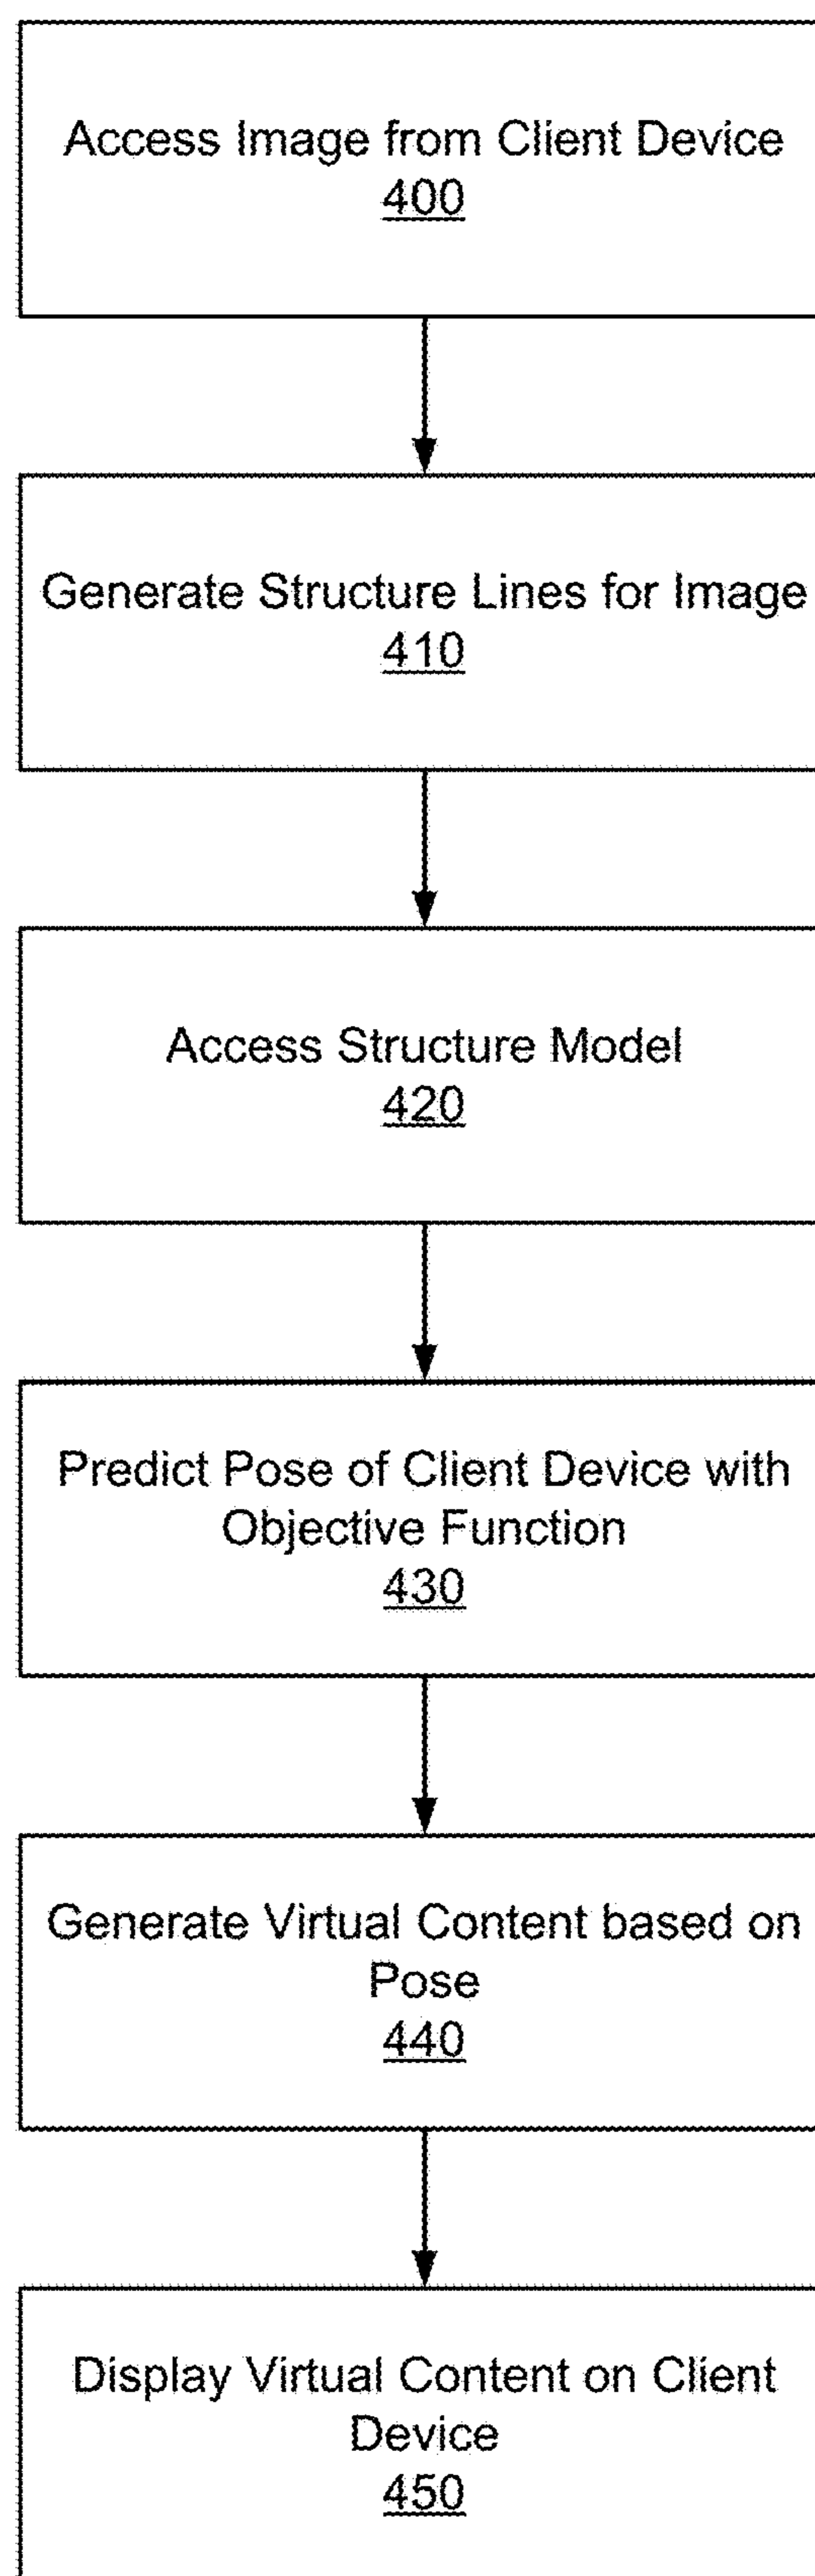 Access Image from Client Device
400
Generate Structure Lines for Image
410
Access Structure Model
420
Predict Pose of Client Device with
Objective Function
430
Generate Virtual Content based on
Pose
440
Display Virtual Content on Client
Device
450